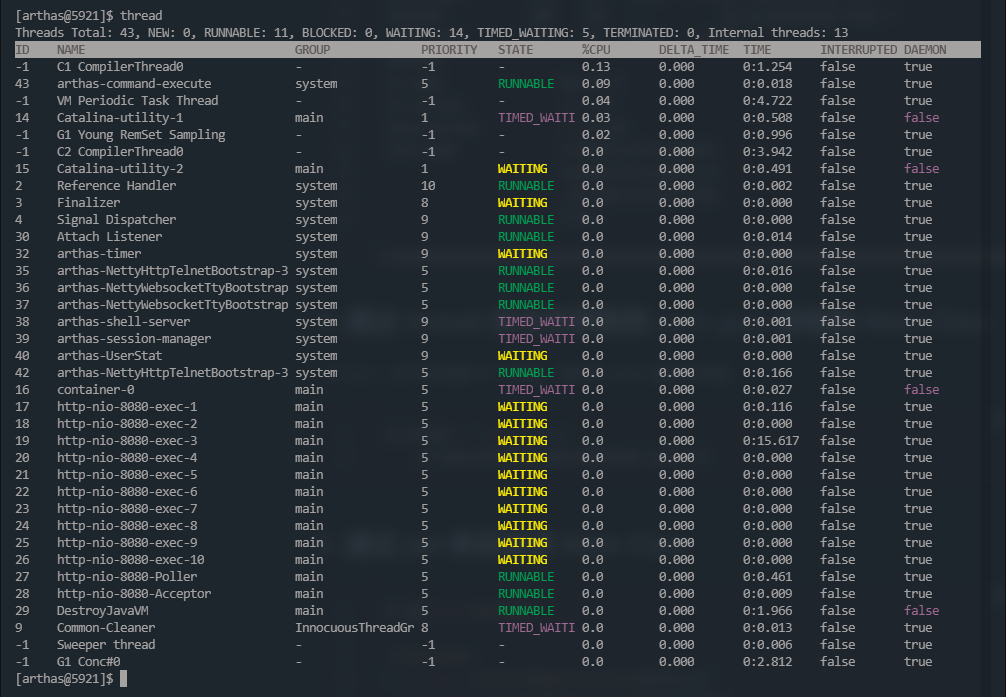 [arthas@5921]$ thread
Threads Total: 43, NEW: 0, RUNNABLE: 11, BLOCKED: 0, WAITING: 14, TIMED_WAITING: 5, TERMINATED: 0, Internal threads: 13
ID NAME GROUP PRIORITY STATE %CPU DELTA_TIME TIME INTERRUPTED DAEMON
-1 C1 CompilerThread0 - -1 - 0.13 0.000 0:1.254 false true
43 arthas-command-execute system 5 RUNNABLE 0.09 0.000 0:0.018 false true
-1 VM Periodic Task Thread - -1 - 0.04 0.000 0:4.722 false true
14 Catalina-utility-1 main 1 TIMED_WAITI 0.03 0.000 0:0.508 false false
-1 G1 Young RemSet Sampling - -1 - 0.02 0.000 0:0.996 false true
-1 C2 CompilerThread0 - -1 - 0.0 0.000 0:3.942 false true
15 Catalina-utility-2 main 1 WAITING 0.0 0.000 0:0.491 false false
2 Reference Handler system 10 RUNNABLE 0.0 0.000 0:0.002 false true
3 Finalizer system 8 WAITING 0.0 0.000 0:0.000 false true
4 Signal Dispatcher system 9 RUNNABLE 0.0 0.000 0:0.000 false true
30 Attach Listener system 9 RUNNABLE 0.0 0.000 0:0.014 false true
32 arthas-timer system 9 WAITING 0.0 0.000 0:0.000 false true
35 arthas-NettyHttpTelnetBootstrap-3 system 5 RUNNABLE 0.0 0.000 0:0.016 false true
36 arthas-NettyWebsocketTtyBootstrap system 5 RUNNABLE 0.0 0.000 0:0.000 false true
37 arthas-NettyWebsocketTtyBootstrap system 5 RUNNABLE 0.0 0.000 0:0.000 false true
38 arthas-shell-server system 9 TIMED_WAITI 0.0 0.000 0:0.001 false true
39 arthas-session-manager system 9 TIMED_WAITI 0.0 0.000 0:0.001 false true
40 arthas-UserStat system 9 WAITING 0.0 0.000 0:0.000 false true
42 arthas-NettyHttpTelnetBootstrap-3 system 5 RUNNABLE 0.0 0.000 0:0.166 false true
16 container-0 main 5 TIMED_WAITI 0.0 0.000 0:0.027 false false
17 http-nio-8080-exec-1 main 5 WAITING 0.0 0.000 0:0.116 false true
18 http-nio-8080-exec-2 main 5 WAITING 0.0 0.000 0:0.000 false true
19 http-nio-8080-exec-3 main 5 WAITING 0.0 0.000 0:15.617 false true
20 http-nio-8080-exec-4 main 5 WAITING 0.0 0.000 0:0.000 false true
21 http-nio-8080-exec-5 main 5 WAITING 0.0 0.000 0:0.000 false true
22 http-nio-8080-exec-6 main 5 WAITING 0.0 0.000 0:0.000 false true
23 http-nio-8080-exec-7 main 5 WAITING 0.0 0.000 0:0.000 false true
24 http-nio-8080-exec-8 main 5 WAITING 0.0 0.000 0:0.000 false true
25 http-nio-8080-exec-9 main 5 WAITING 0.0 0.000 0:0.000 false true
26 http-nio-8080-exec-10 main 5 WAITING 0.0 0.000 0:0.000 false true
27 http-nio-8080-Poller main 5 RUNNABLE 0.0 0.000 0:0.461 false true
28 http-nio-8080-Acceptor main 5 RUNNABLE 0.0 0.000 0:0.009 false true
29 DestroyJavaVM main 5 RUNNABLE 0.0 0.000 0:1.966 false false
9 Common-Cleaner InnocuousThreadGr 8 TIMED_WAITI 0.0 0.000 0:0.013 false true
-1 Sweeper thread - -1 - 0.0 0.000 0:0.006 false true
-1 G1 Conc#0 - -1 - 0.0 0.000 0:2.812 false true
[arthas@5921]$